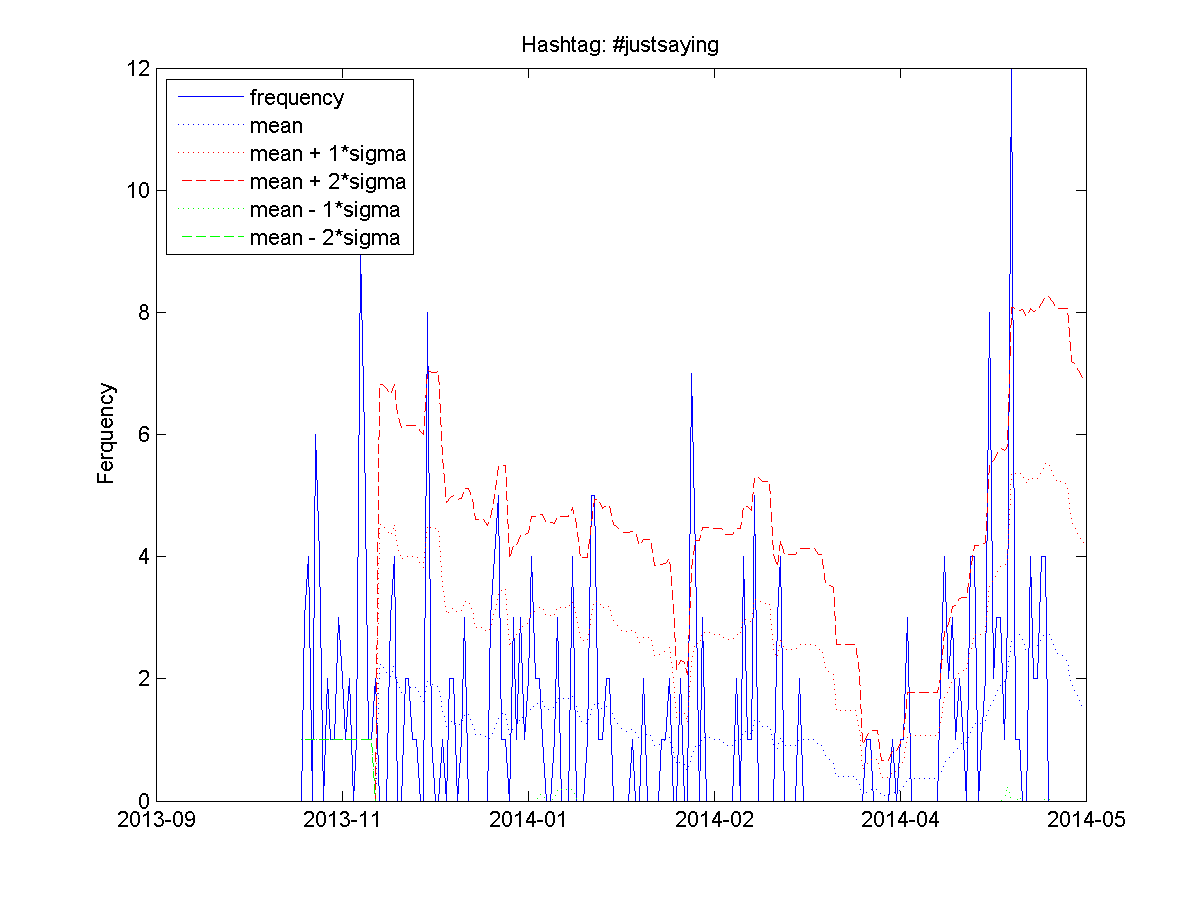 Hashtag: #justsaying
12
10
8
6
4
2
0
Ferquency
frequency
mean
mean + 1*sigma
mean + 2*sigma
mean - 1*sigma
mean - 2*sigma
2013-09
2013-11
2014-01
2014-02
2014-04
2014-05